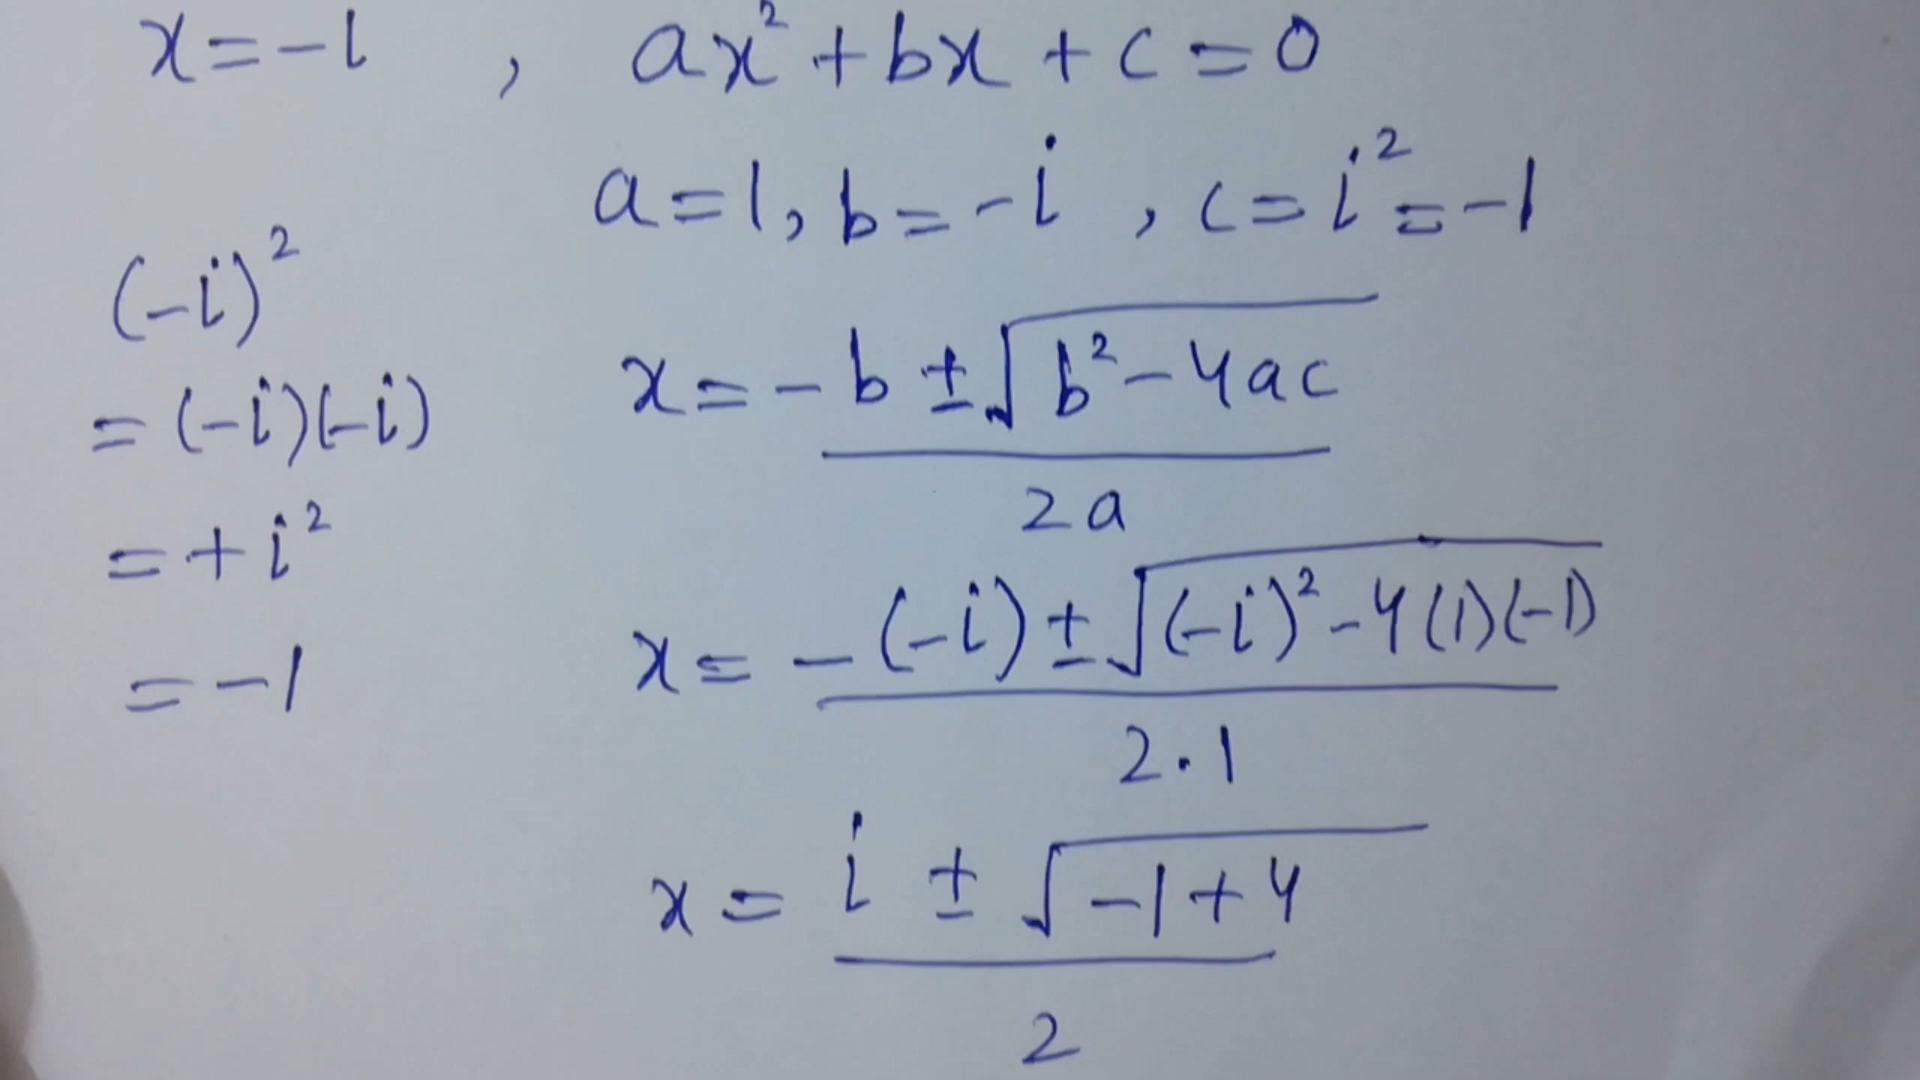 x = -i , ax² + bx + c = 0
a = 1, b = -i , c = i² = -1
(-i)²
= (-i)(-i)
= + i²
= -1
x = -b ± √(b² - 4ac)
2a
x = -(-i) ± √((-i)² - 4(1)(-1))
2·1
x = i ± √(-1 + 4)
2